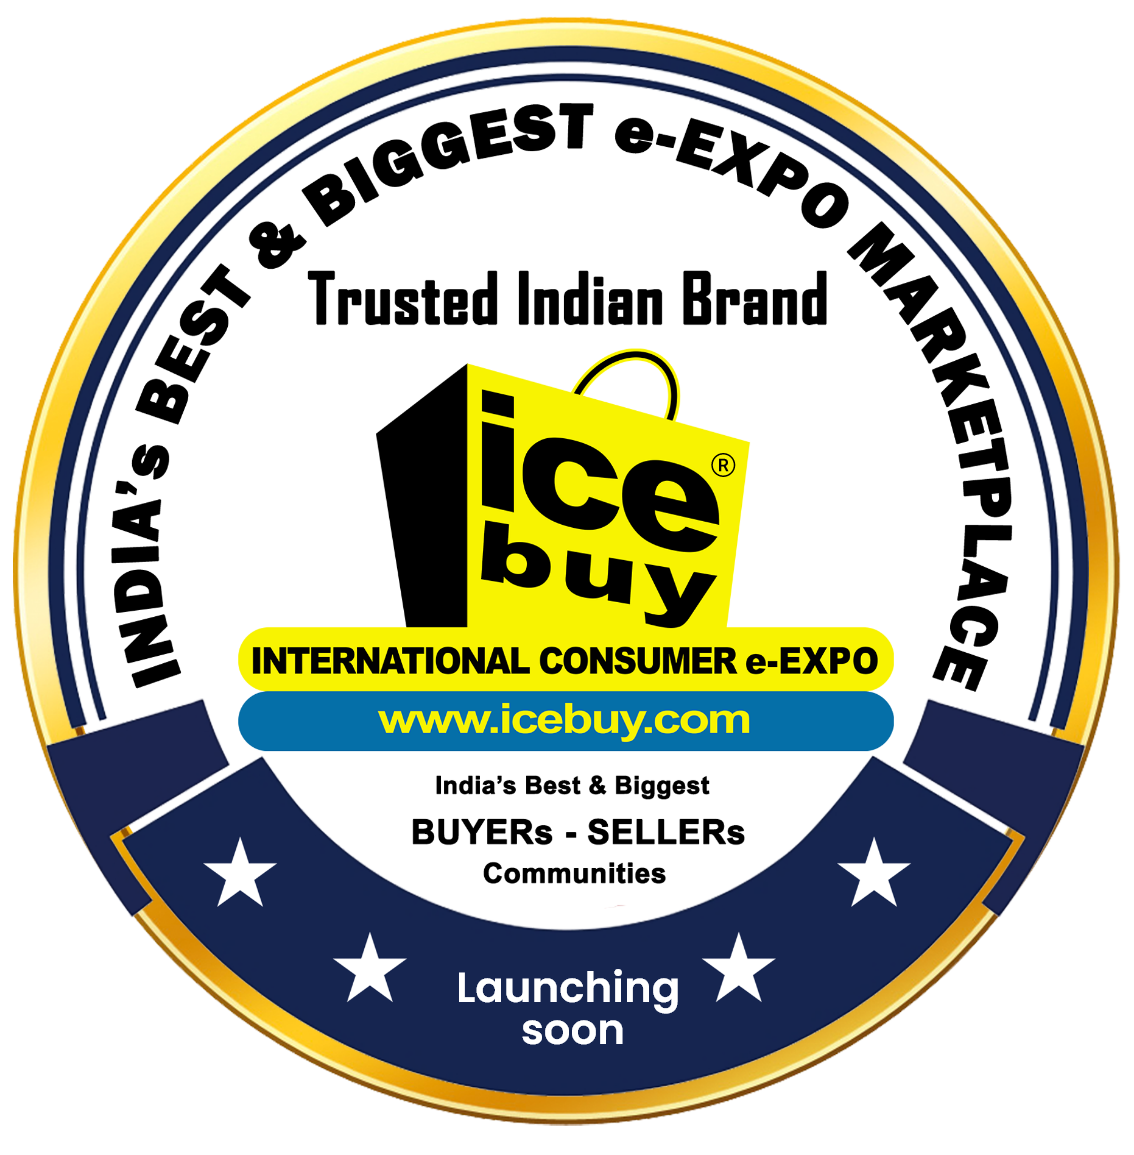 INDIA's BEST & BIGGEST e-EXPO MARKETPLACE
Trusted Indian Brand
ice
®
buy
INTERNATIONAL CONSUMER e-EXPO
www.icebuy.com
India's Best & Biggest
BUYERs - SELLERs
Communities
Launching
soon